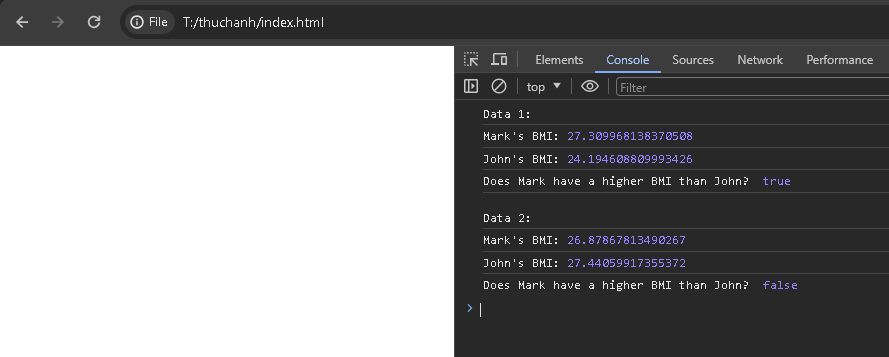 File T:/thuchanh/index.html
Elements Console Sources Network Performance
top Filter
Data 1:
Mark's BMI: 27.309968138370508
John's BMI: 24.194608809993426
Does Mark have a higher BMI than John? true
Data 2:
Mark's BMI: 26.87867813490267
John's BMI: 27.44059917355372
Does Mark have a higher BMI than John? false